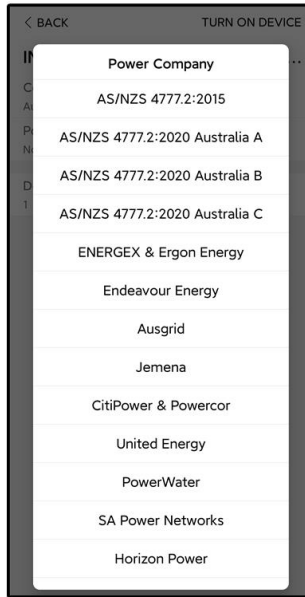 < BACK
TURN ON DEVICE
Power Company
AS/NZS 4777.2:2015
AS/NZS 4777.2:2020 Australia A
AS/NZS 4777.2:2020 Australia B
AS/NZS 4777.2:2020 Australia C
ENERGEX & Ergon Energy
Endeavour Energy
Ausgrid
Jemena
CitiPower & Powercor
United Energy
PowerWater
SA Power Networks
Horizon Power
1